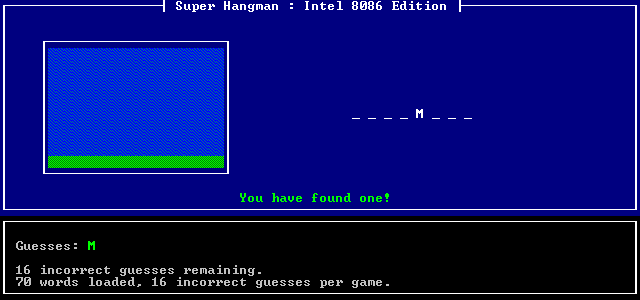 Super Hangman : Intel 8086 Edition
_ _ _ _ M _ _ _
You have found one!
Guesses: M
16 incorrect guesses remaining.
70 words loaded, 16 incorrect guesses per game.